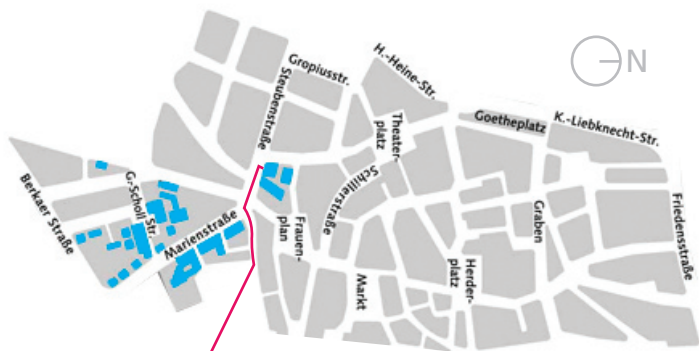 Gropiusstr.
H.-Heine-Str.
N
Steubenstraße
Theater-
platz
Goetheplatz
K.-Liebknecht-Str.
Schillerstraße
Berkaer Straße
G.-Scholl Str.
Marienstraße
Frauen-
plan
Markt
Herder-
platz
Graben
Friedensstraße